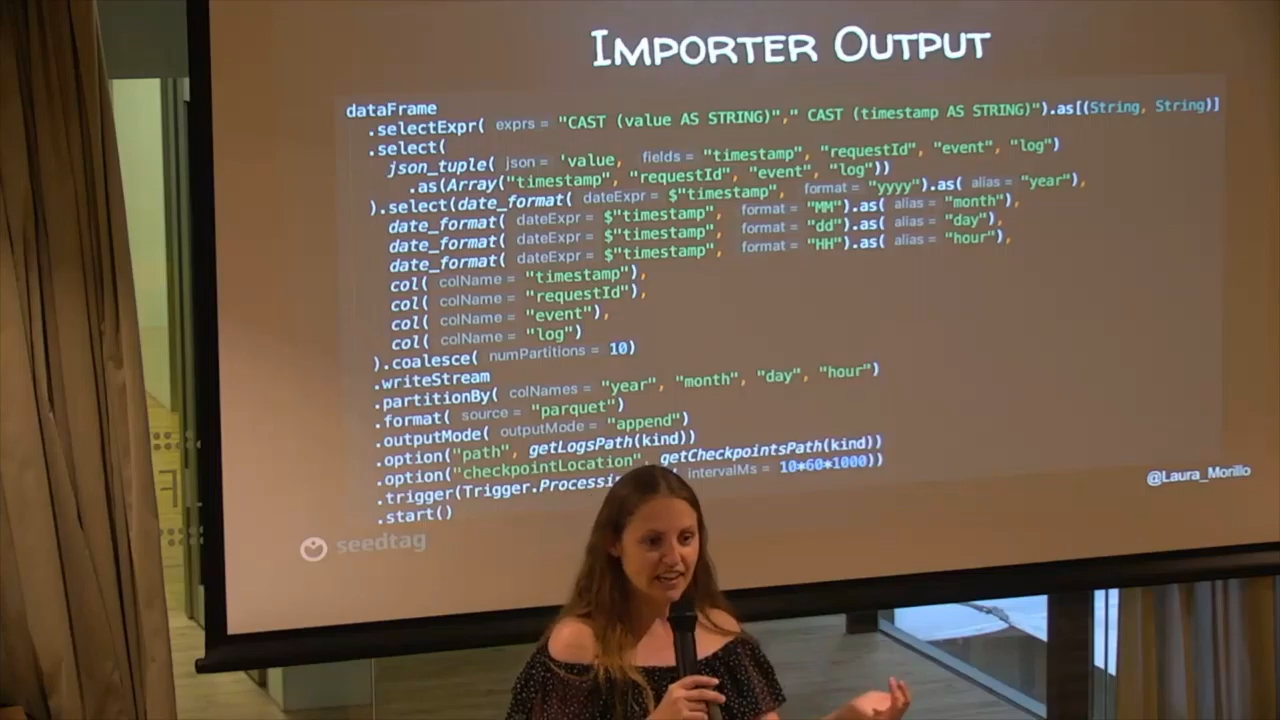 IMPORTER OUTPUT
dataFrame
.selectExpr( exprs = "CAST (value AS STRING)"," CAST (timestamp AS STRING)").as[(String, String)]
.select(
json_tuple( json = 'value, fields = "timestamp", "requestId", "event", "log")
.as(Array("timestamp", "requestId", "event", "log"))
).select(date_format( dateExpr = $"timestamp", format = "yyyy").as( alias = "year"),
date_format( dateExpr = $"timestamp", format = "MM").as( alias = "month"),
date_format( dateExpr = $"timestamp", format = "dd").as( alias = "day"),
date_format( dateExpr = $"timestamp", format = "HH").as( alias = "hour"),
col( colName = "timestamp"),
col( colName = "requestId"),
col( colName = "event"),
col( colName = "log")
).coalesce( numPartitions = 10)
.writeStream
.partitionBy( colNames = "year", "month", "day", "hour")
.format( source = "parquet")
.outputMode( outputMode = "append")
.option("path", getLogsPath(kind))
.option("checkpointLocation", getCheckpointsPath(kind))
.trigger(Trigger.Processi ( intervalMs = 10*60*1000))
.start()
@Laura_Morillo
seedtag